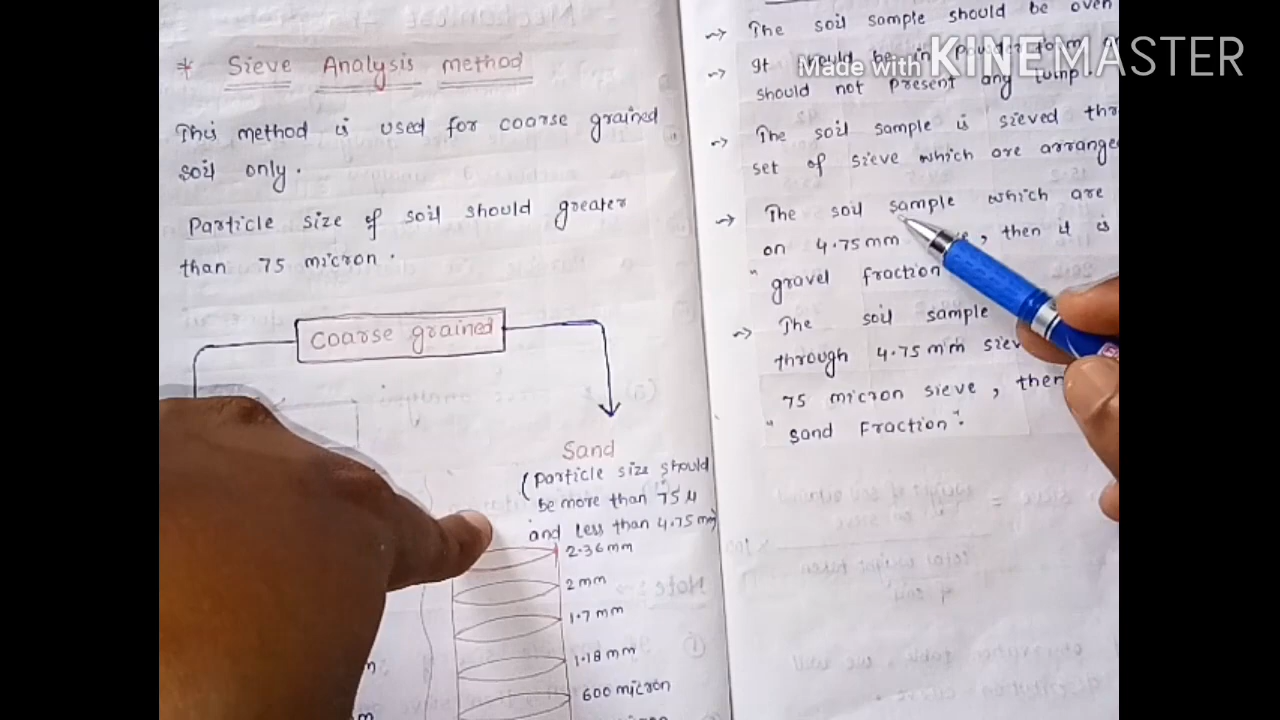 * Sieve Analysis method
This method is used for coarse grained
soil only.
Particle size of soil should greater
than 75 micron.
coarse grained
Sand
(Particle size should
be more than 75 μ
and less than 4.75 mm)
2.36 mm
2 mm
1.7 mm
1.18 mm
600 micron
→ The soil sample should be oven
→ It should be in
should not present any lump.
→ The soil sample is sieved
set of sieve which are
→ The soil sample which are
on 4.75 mm , then it is
" gravel fraction
→ The soil sample
through 4.75 mm
75 micron sieve, then
" Sand Fraction".
Made with KINEMASTER